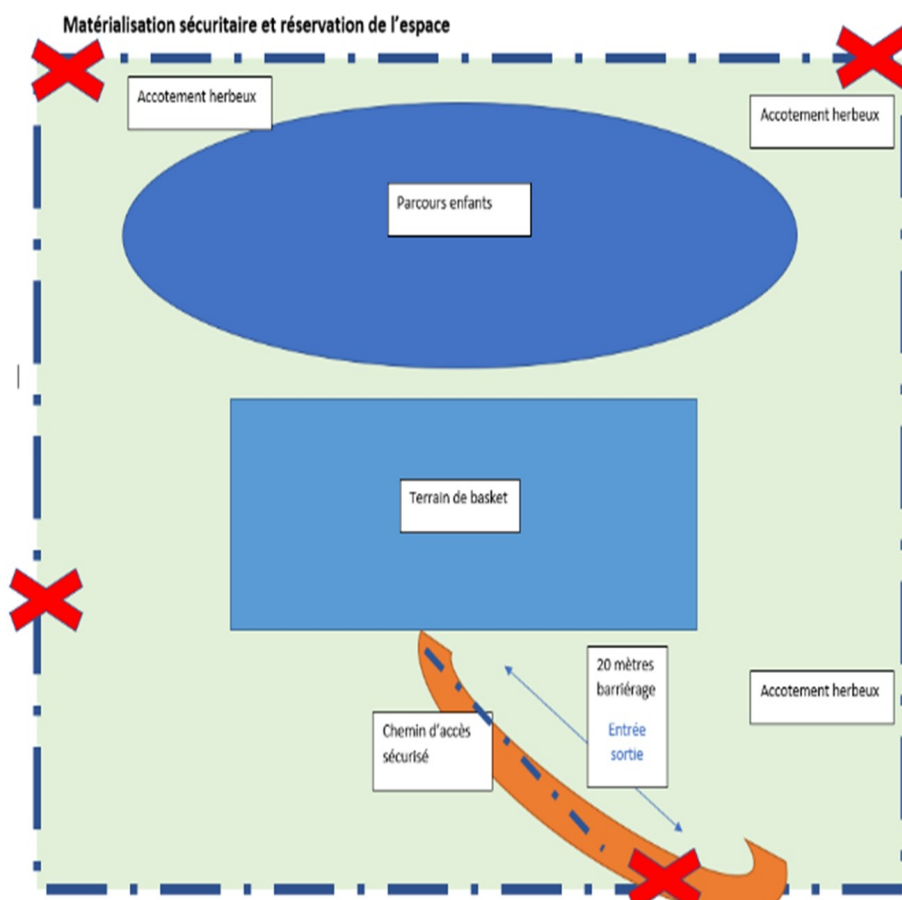 Matérialisation sécuritaire et réservation de l'espace
Accotement herbeux
Accotement herbeux
Parcours enfants
Terrain de basket
20 mètres
barriérage
Entrée
sortie
Accotement herbeux
Chemin d'accès
sécurisé